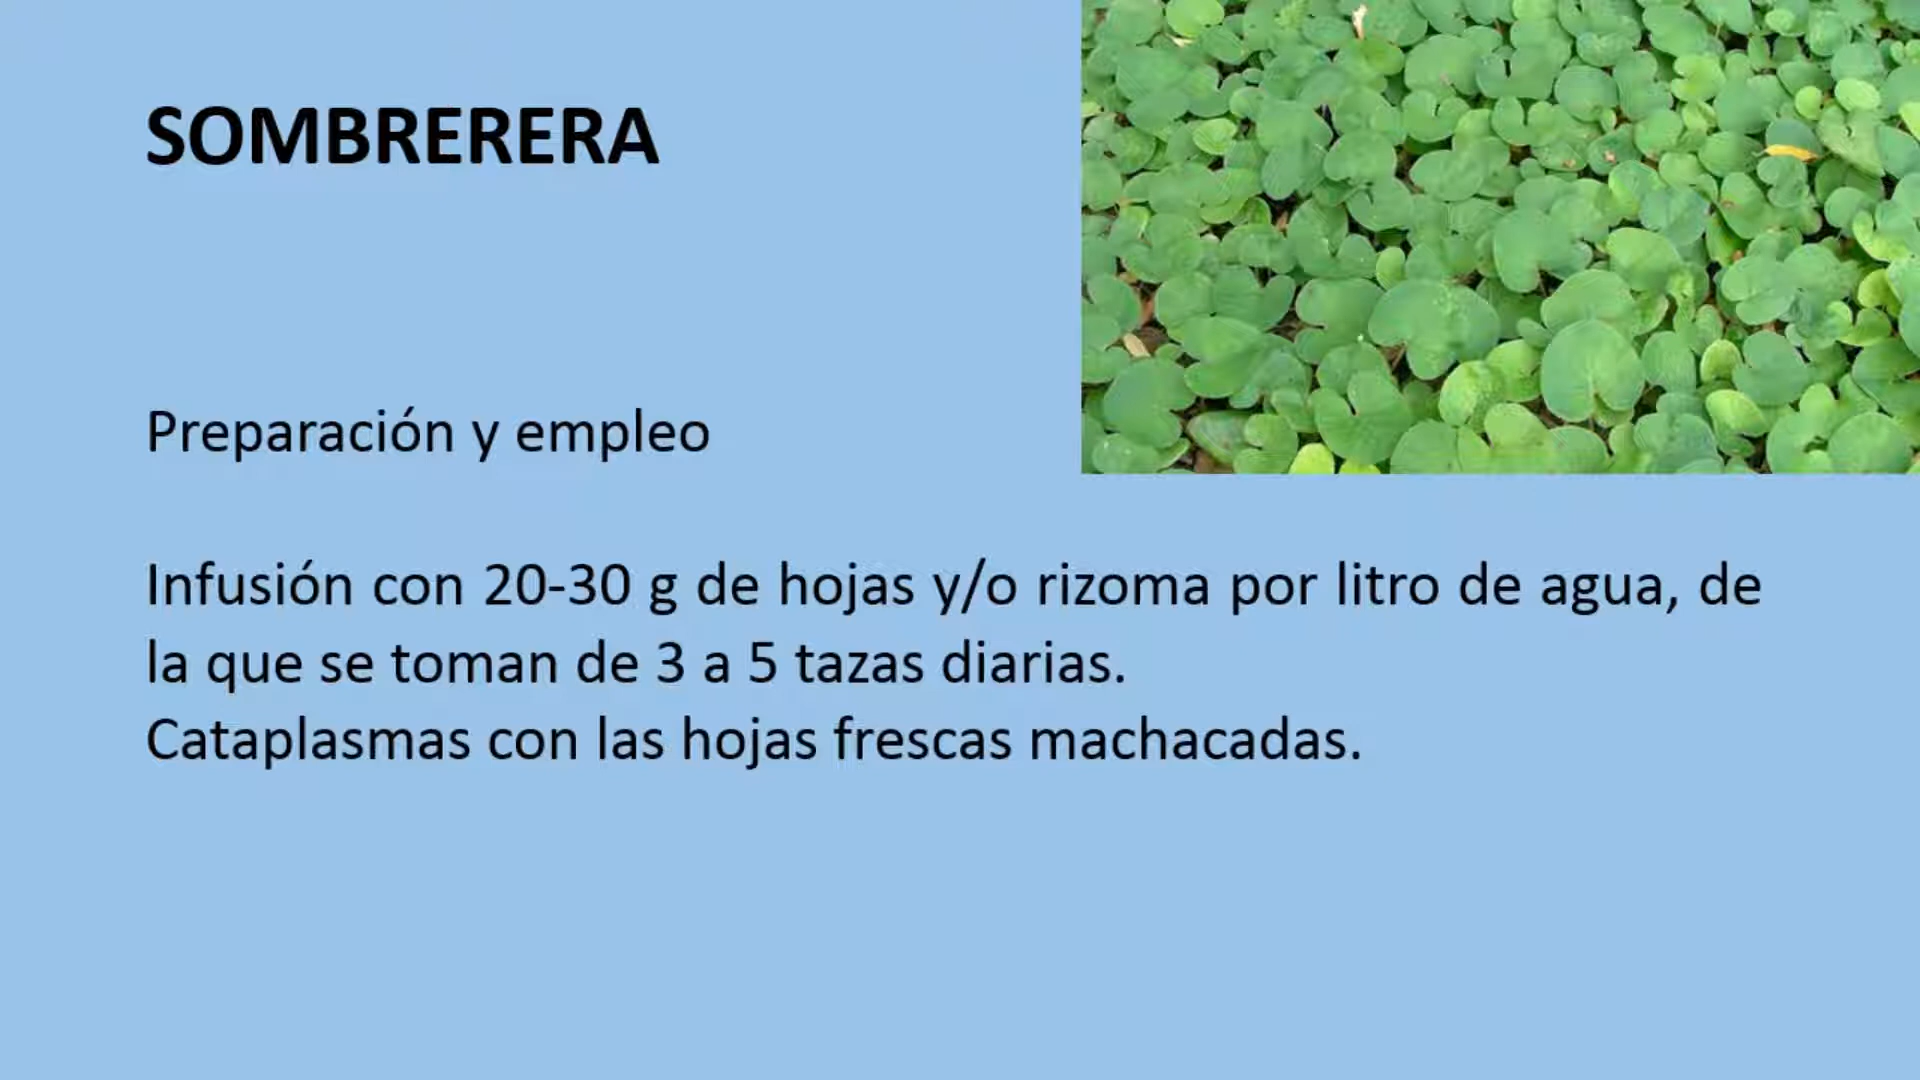 SOMBRERERA
Preparación y empleo
Infusión con 20-30 g de hojas y/o rizoma por litro de agua, de
la que se toman de 3 a 5 tazas diarias.
Cataplasmas con las hojas frescas machacadas.